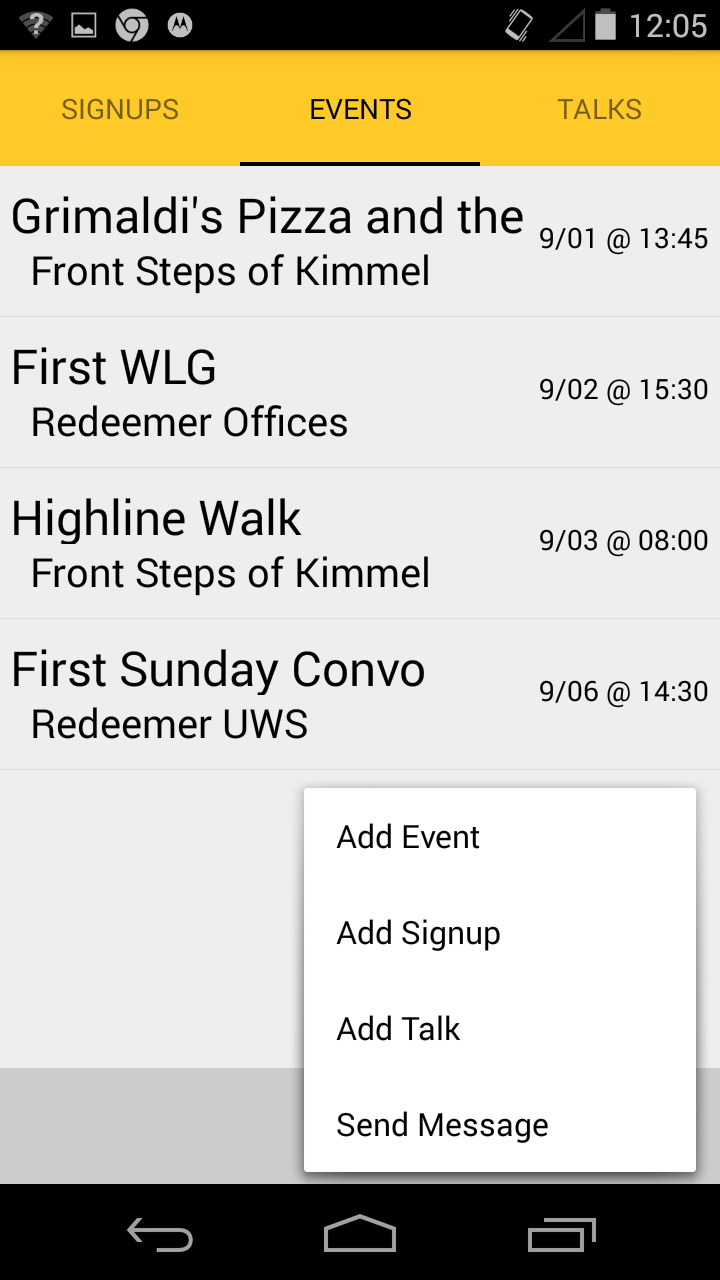 12:05
SIGNUPS EVENTS TALKS
Grimaldi's Pizza and the
9/01 @ 13:45
Front Steps of Kimmel
First WLG
9/02 @ 15:30
Redeemer Offices
Highline Walk
9/03 @ 08:00
Front Steps of Kimmel
First Sunday Convo
9/06 @ 14:30
Redeemer UWS
Add Event
Add Signup
Add Talk
Send Message